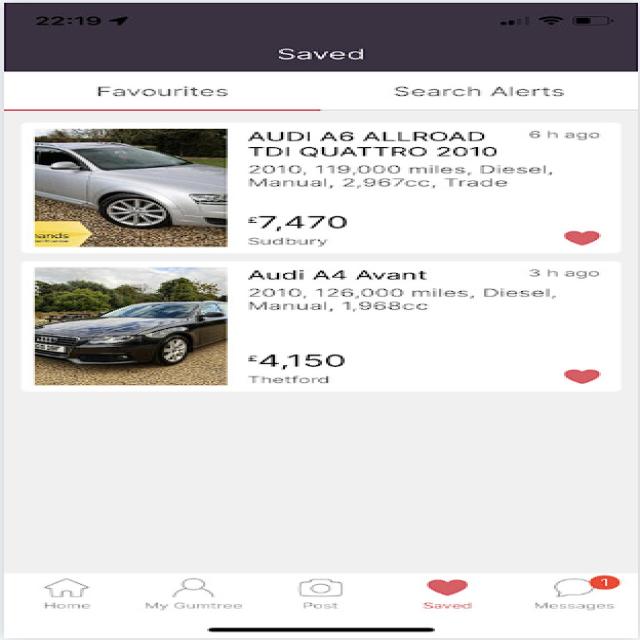 22:19
Saved
Favourites
Search Alerts
AUDI A6 ALLROAD
TDI QUATTRO 2010
6 h ago
2010, 119,000 miles, Diesel,
Manual, 2,967cc, Trade
£7,470
Sudbury
Audi A4 Avant
3 h ago
2010, 126,000 miles, Diesel,
Manual, 1,968cc
£4,150
Thetford
1
Home
My Gumtree
Post
Saved
Messages